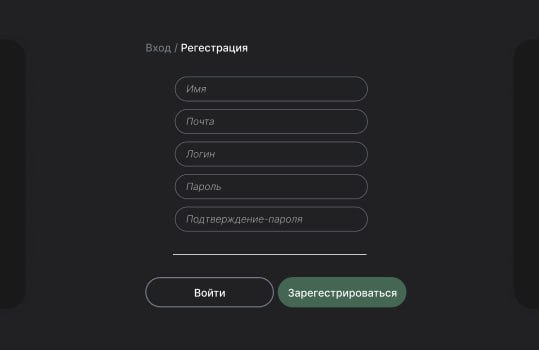 Вход / Регестрация
Имя
Почта
Логин
Пароль
Подтверждение-пароля
Войти
Зарегестрироваться